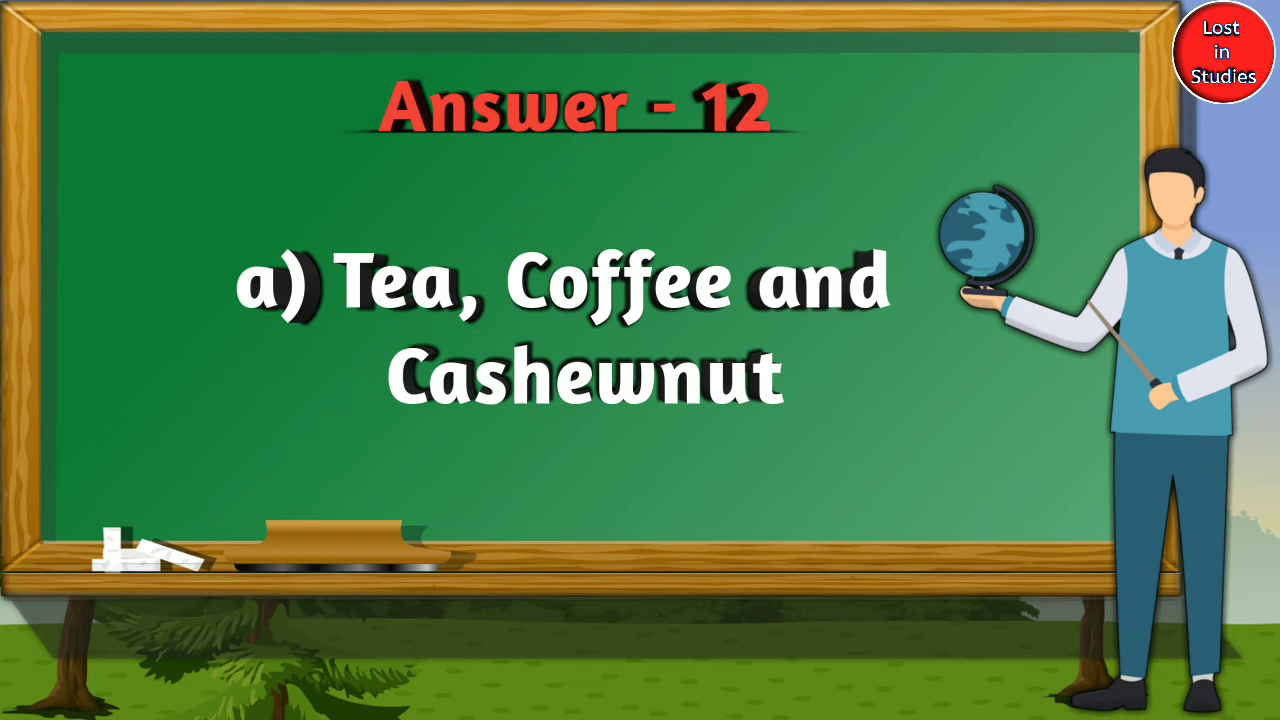 Lost
in
Studies
Answer - 12
a) Tea, Coffee and
Cashewnut